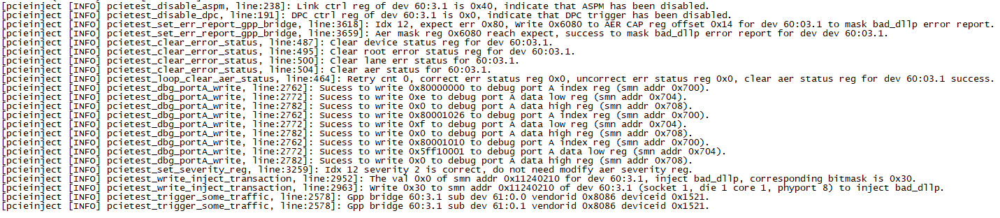 [pcieinject [INFO] pcietest_disable_aspm, line:238]: Link ctrl reg of dev 60:3.1 is 0x40, indicate that ASPM has been disabled.
[pcieinject [INFO] pcietest_disable_dpc, line:191]: DPC ctrl reg of dev 60:3.1 is 0x0, indicate that DPC trigger has been disabled.
[pcieinject [INFO] pcietest_set_err_report_gpp_bridge, line:3618]: Idx 12, expect err 0x80, Write 0x6080 to AER CAP reg offset 0x14 for dev 60:03.1 to mask bad_dllp error report.
[pcieinject [INFO] pcietest_set_err_report_gpp_bridge, line:3659]: Aer mask reg 0x6080 reach expect, success to mask bad_dllp error report for dev dev 60:03.1.
[pcieinject [INFO] pcietest_clear_error_status, line:487]: Clear device status reg for dev 60:03.1.
[pcieinject [INFO] pcietest_clear_error_status, line:495]: Clear root error status reg for dev 60:03.1.
[pcieinject [INFO] pcietest_clear_error_status, line:500]: Clear lane err status for 60:03.1.
[pcieinject [INFO] pcietest_clear_error_status, line:504]: Clear aer status for 60:03.1.
[pcieinject [INFO] pcietest_loop_clear_aer_status, line:464]: Retry cnt 0, correct err status reg 0x0, uncorrect err status reg 0x0, clear aer status reg for dev 60:03.1 success.
[pcieinject [INFO] pcietest_dbg_portA_write, line:2762]: Sucess to write 0x80000000 to debug port A index reg (smn addr 0x700).
[pcieinject [INFO] pcietest_dbg_portA_write, line:2772]: Sucess to write 0xe to debug port A data low reg (smn addr 0x704).
[pcieinject [INFO] pcietest_dbg_portA_write, line:2782]: Sucess to write 0x0 to debug port A data high reg (smn addr 0x708).
[pcieinject [INFO] pcietest_dbg_portA_write, line:2762]: Sucess to write 0x80001026 to debug port A index reg (smn addr 0x700).
[pcieinject [INFO] pcietest_dbg_portA_write, line:2772]: Sucess to write 0xf to debug port A data low reg (smn addr 0x704).
[pcieinject [INFO] pcietest_dbg_portA_write, line:2782]: Sucess to write 0x0 to debug port A data high reg (smn addr 0x708).
[pcieinject [INFO] pcietest_dbg_portA_write, line:2762]: Sucess to write 0x80001010 to debug port A index reg (smn addr 0x700).
[pcieinject [INFO] pcietest_dbg_portA_write, line:2772]: Sucess to write 0x5ff10001 to debug port A data low reg (smn addr 0x704).
[pcieinject [INFO] pcietest_dbg_portA_write, line:2782]: Sucess to write 0x0 to debug port A data high reg (smn addr 0x708).
[pcieinject [INFO] pcietest_set_severity_reg, line:3259]: Idx 12 severity 2 is correct, do not need modify aer severity reg.
[pcieinject [INFO] pcietest_write_inject_transaction, line:2952]: The val 0x0 of smn addr 0x11240210 for dev 60:3.1, inject bad_dllp, corresponding bitmask is 0x30.
[pcieinject [INFO] pcietest_write_inject_transaction, line:2963]: Write 0x30 to smn addr 0x11240210 of dev 60:3.1 (socket 1, die 1 core 1, phyport 8) to inject bad_dllp.
[pcieinject [INFO] pcietest_trigger_some_traffic, line:2578]: Gpp bridge 60:3.1 sub dev 61:0.0 vendorid 0x8086 deviceid 0x1521.
[pcieinject [INFO] pcietest_trigger_some_traffic, line:2578]: Gpp bridge 60:3.1 sub dev 61:0.1 vendorid 0x8086 deviceid 0x1521.